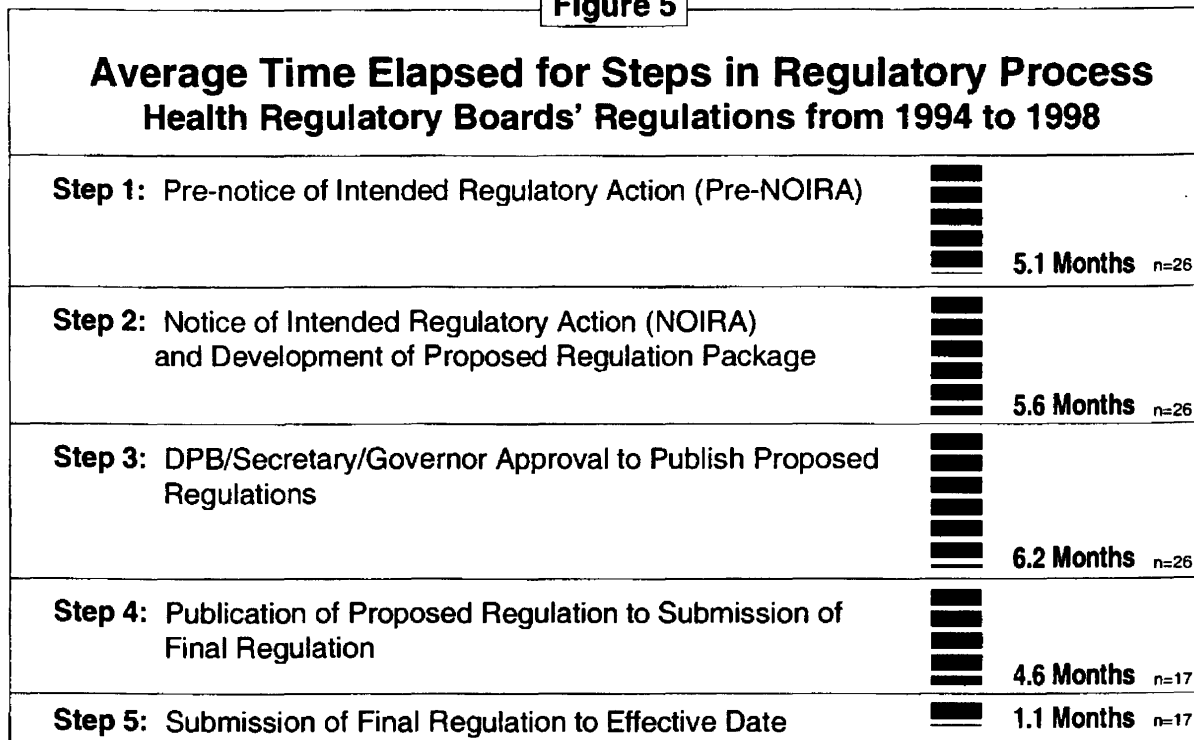 Figure 5
Average Time Elapsed for Steps in Regulatory Process
Health Regulatory Boards' Regulations from 1994 to 1998
Step 1: Pre-notice of Intended Regulatory Action (Pre-NOIRA)
5.1 Months n=26
Step 2: Notice of Intended Regulatory Action (NOIRA)
and Development of Proposed Regulation Package
5.6 Months n=26
Step 3: DPB/Secretary/Governor Approval to Publish Proposed
Regulations
6.2 Months n=26
Step 4: Publication of Proposed Regulation to Submission of
Final Regulation
4.6 Months n=17
Step 5: Submission of Final Regulation to Effective Date
1.1 Months n=17